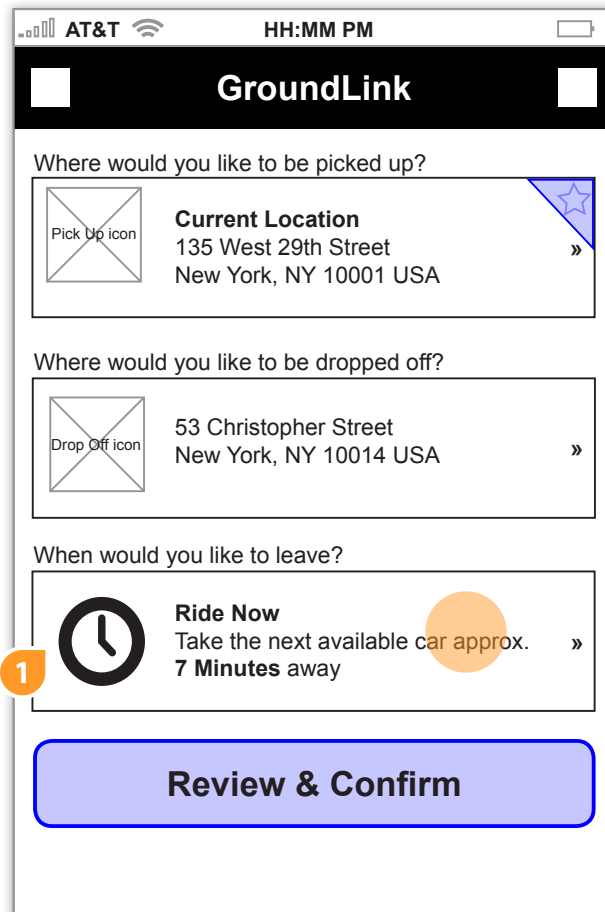 AT&T HH:MM PM
GroundLink
Where would you like to be picked up?
Pick Up icon
Current Location
135 West 29th Street
New York, NY 10001 USA
»
Where would you like to be dropped off?
Drop Off icon
53 Christopher Street
New York, NY 10014 USA
»
When would you like to leave?
Ride Now
Take the next available car approx.
7 Minutes away
»
1
Review & Confirm